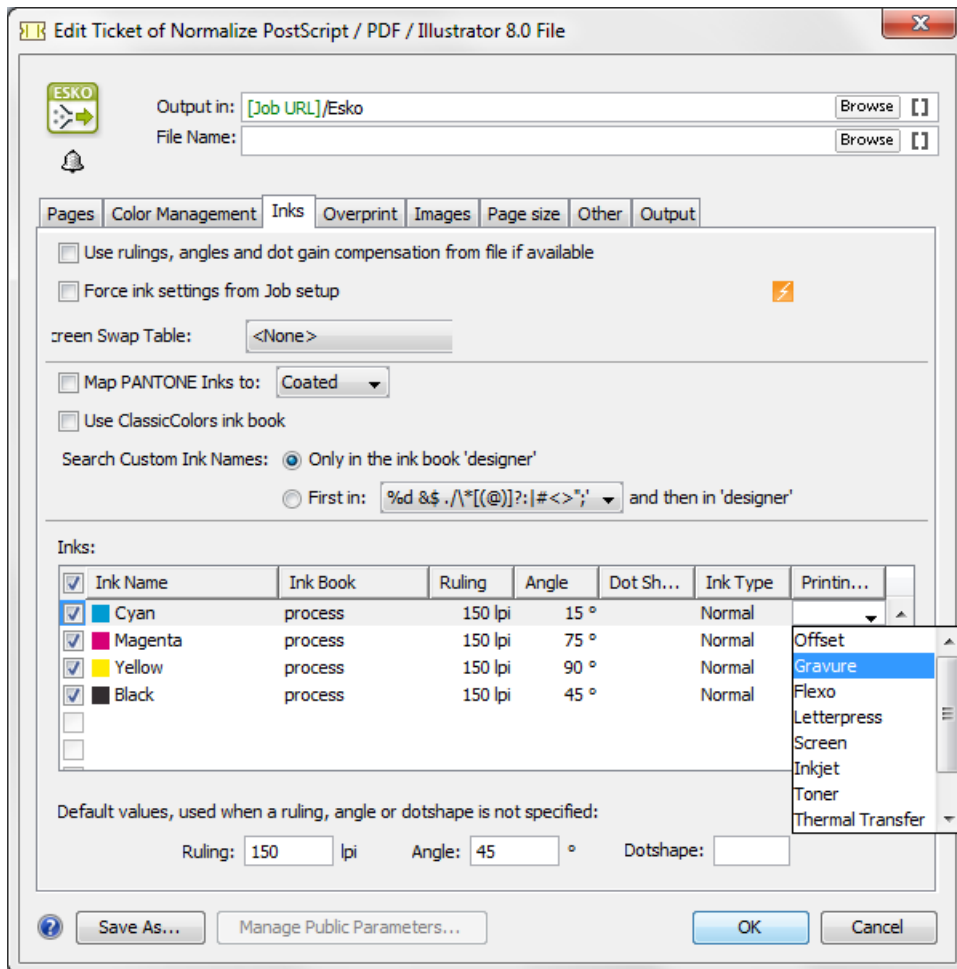 Edit Ticket of Normalize PostScript / PDF / Illustrator 8.0 File
ESKO
Output in: [Job URL]/Esko Browse []
File Name: Browse []
Pages Color Management Inks Overprint Images Page size Other Output
Use rulings, angles and dot gain compensation from file if available
Force ink settings from Job setup
creen Swap Table: <None>
Map PANTONE Inks to: Coated
Use ClassicColors ink book
Search Custom Ink Names: Only in the ink book 'designer'
First in: %d &$ ./\*[(@)]?:|#<>";' and then in 'designer'
Inks:
Ink Name Ink Book Ruling Angle Dot Sh... Ink Type Printin...
Cyan process 150 lpi 15 ° Normal
Magenta process 150 lpi 75 ° Normal
Yellow process 150 lpi 90 ° Normal
Black process 150 lpi 45 ° Normal
Offset
Gravure
Flexo
Letterpress
Screen
Inkjet
Toner
Thermal Transfer
Default values, used when a ruling, angle or dotshape is not specified:
Ruling: 150 lpi Angle: 45 ° Dotshape:
? Save As... Manage Public Parameters... OK Cancel